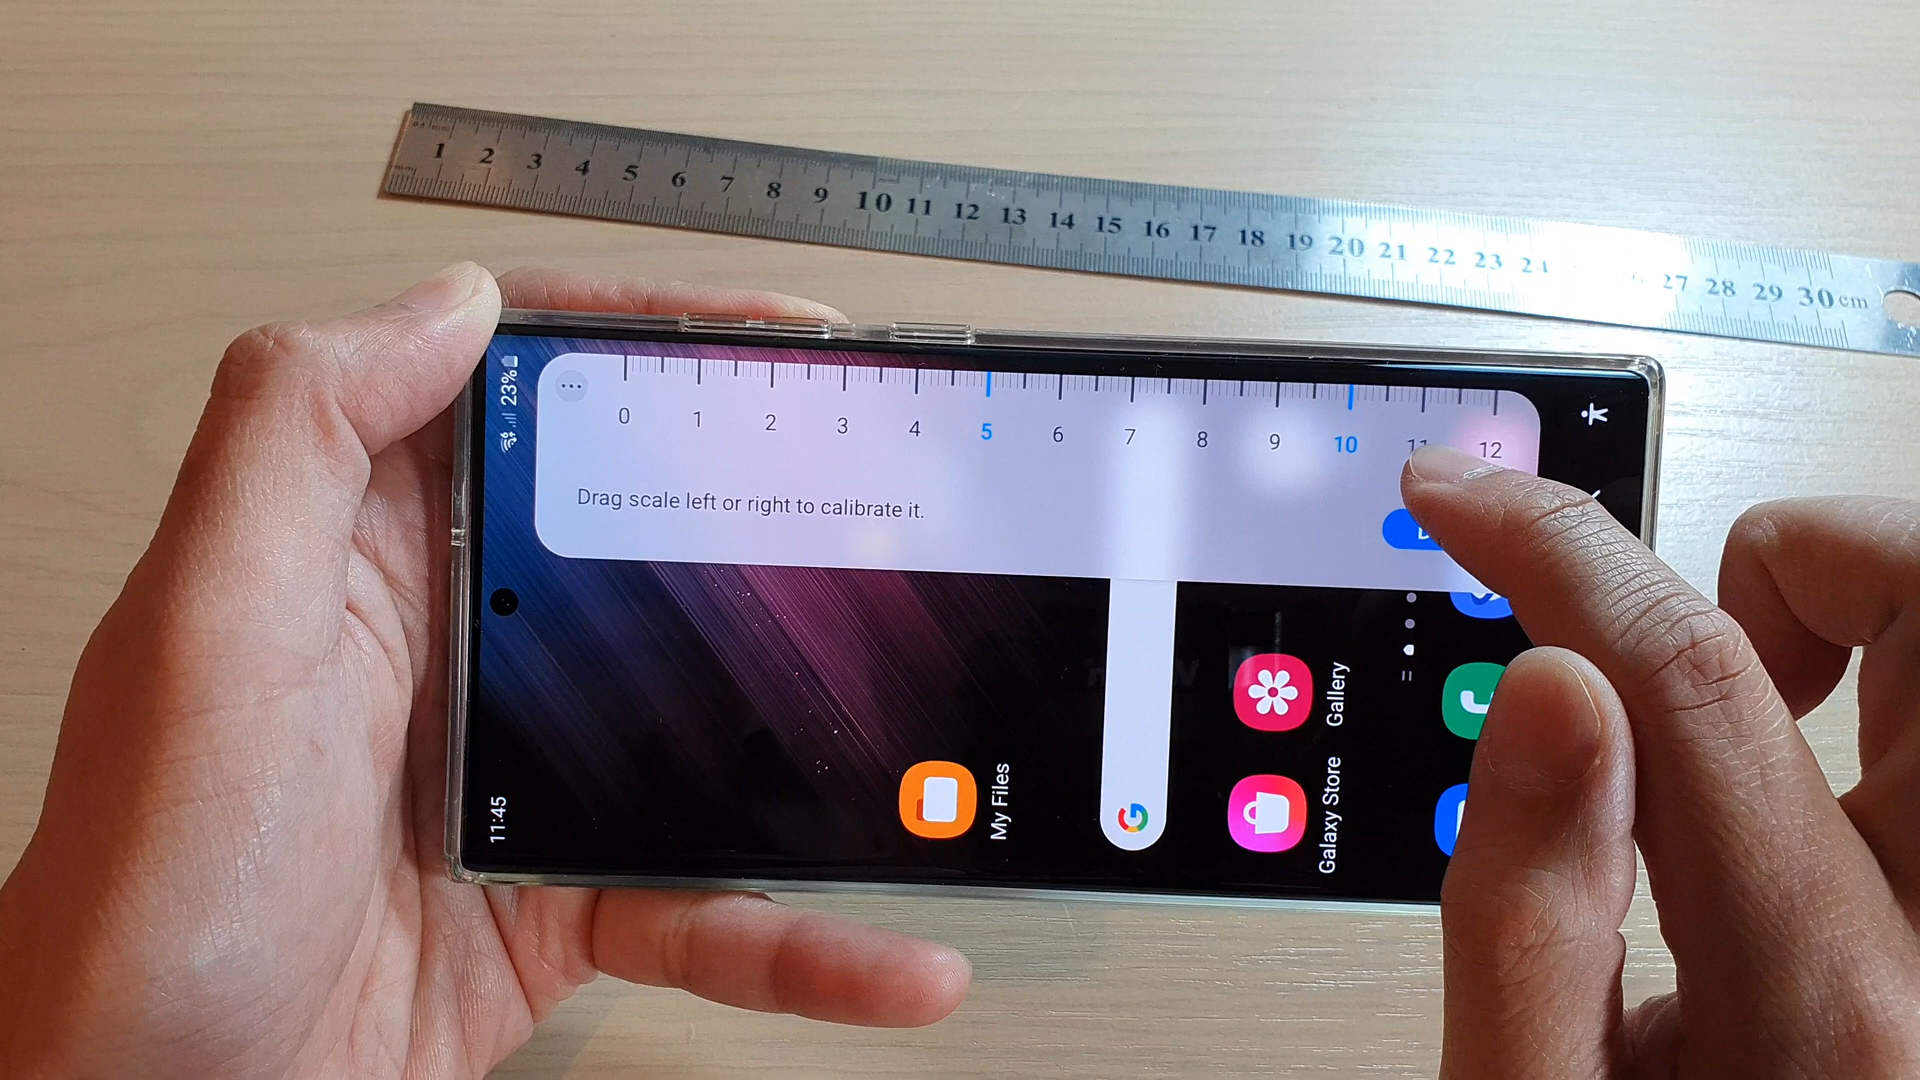 1 2 3 4 5 6 7 8 9 10 11 12 13 14 15 16 17 18 19 20 21 22 23 24 27 28 29 30 cm
23%
0 1 2 3 4 5 6 7 8 9 10 11 12
Drag scale left or right to calibrate it.
11:45
My Files
Gallery
Galaxy Store